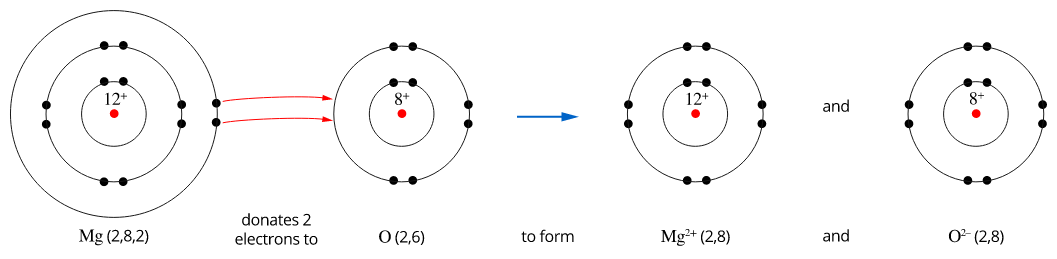 12⁺
8⁺
12⁺
and
8⁺
Mg (2,8,2)
donates 2
electrons to
O (2,6)
to form
Mg²⁺ (2,8)
and
O²⁻ (2,8)